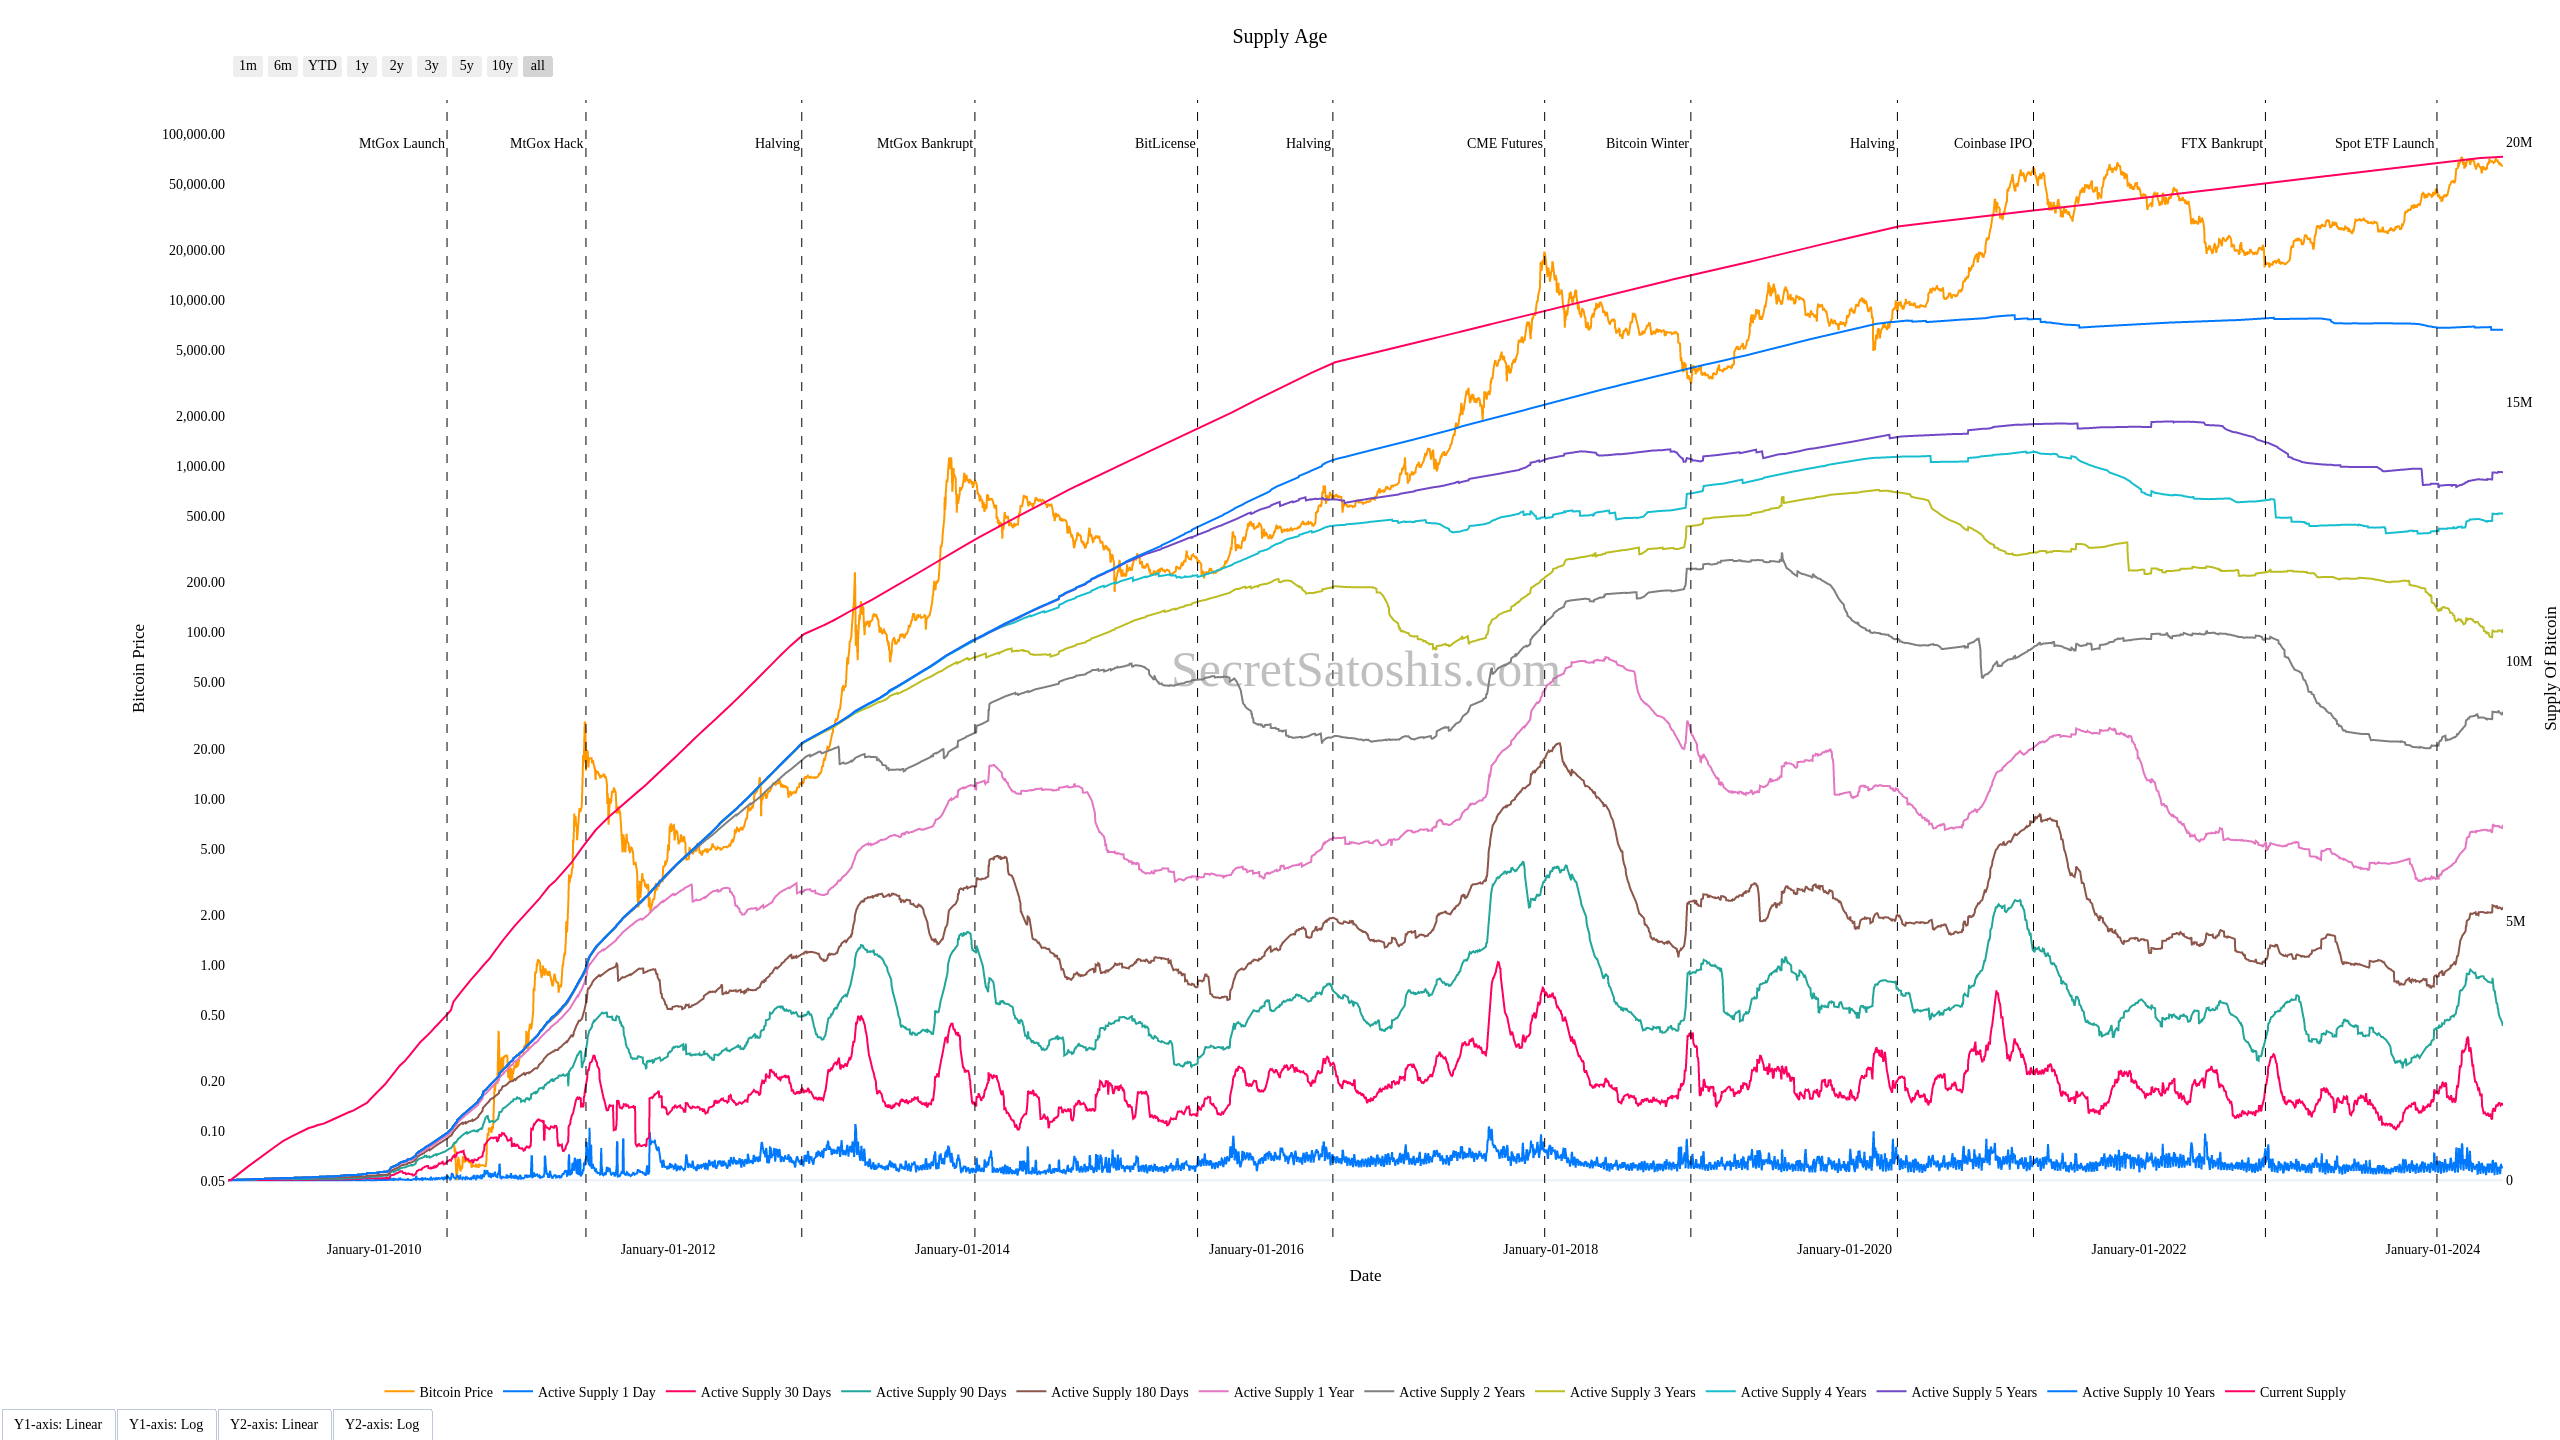 Supply Age
1m 6m YTD 1y 2y 3y 5y 10y all
MtGox Launch MtGox Hack Halving MtGox Bankrupt BitLicense Halving CME Futures Bitcoin Winter Halving Coinbase IPO FTX Bankrupt Spot ETF Launch
100,000.00
50,000.00
20,000.00
10,000.00
5,000.00
2,000.00
1,000.00
500.00
200.00
100.00
50.00
20.00
10.00
5.00
2.00
1.00
0.50
0.20
0.10
0.05
Bitcoin Price
SecretSatoshis.com
20M
15M
10M
5M
0
Supply Of Bitcoin
January-01-2010 January-01-2012 January-01-2014 January-01-2016 January-01-2018 January-01-2020 January-01-2022 January-01-2024
Date
Bitcoin Price Active Supply 1 Day Active Supply 30 Days Active Supply 90 Days Active Supply 180 Days Active Supply 1 Year Active Supply 2 Years Active Supply 3 Years Active Supply 4 Years Active Supply 5 Years Active Supply 10 Years Current Supply
Y1-axis: Linear Y1-axis: Log Y2-axis: Linear Y2-axis: Log